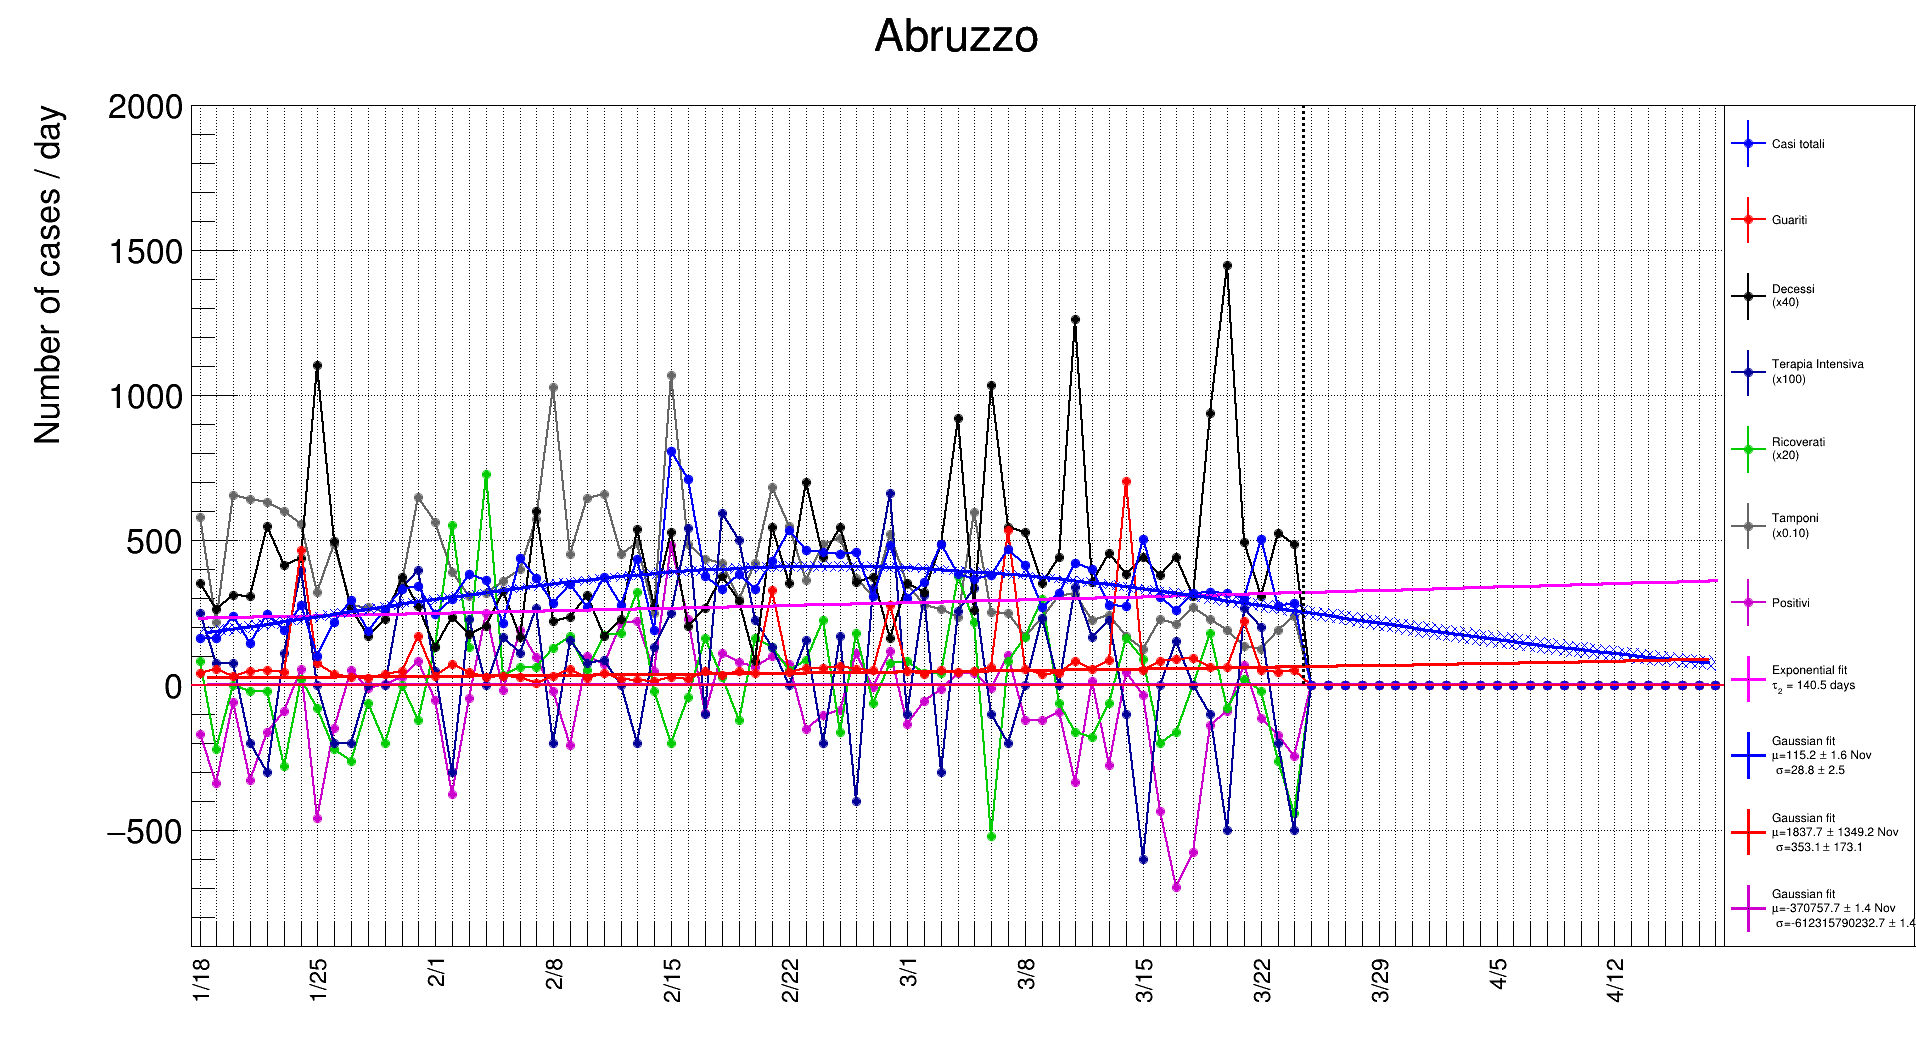 Abruzzo
Number of cases / day
2000
1500
1000
500
0
−500
1/18
1/25
2/1
2/8
2/15
2/22
3/1
3/8
3/15
3/22
3/29
4/5
4/12
Casi totali
Guariti
Decessi
(x40)
Terapia Intensiva
(x100)
Ricoverati
(x20)
Tamponi
(x0.10)
Positivi
Exponential fit
τ₂ = 140.5 days
Gaussian fit
μ=115.2 ± 1.6 Nov
σ=28.8 ± 2.5
Gaussian fit
μ=1837.7 ± 1349.2 Nov
σ=353.1 ± 173.1
Gaussian fit
μ=-370757.7 ± 1.4 Nov
σ=-612315790232.7 ± 1.4